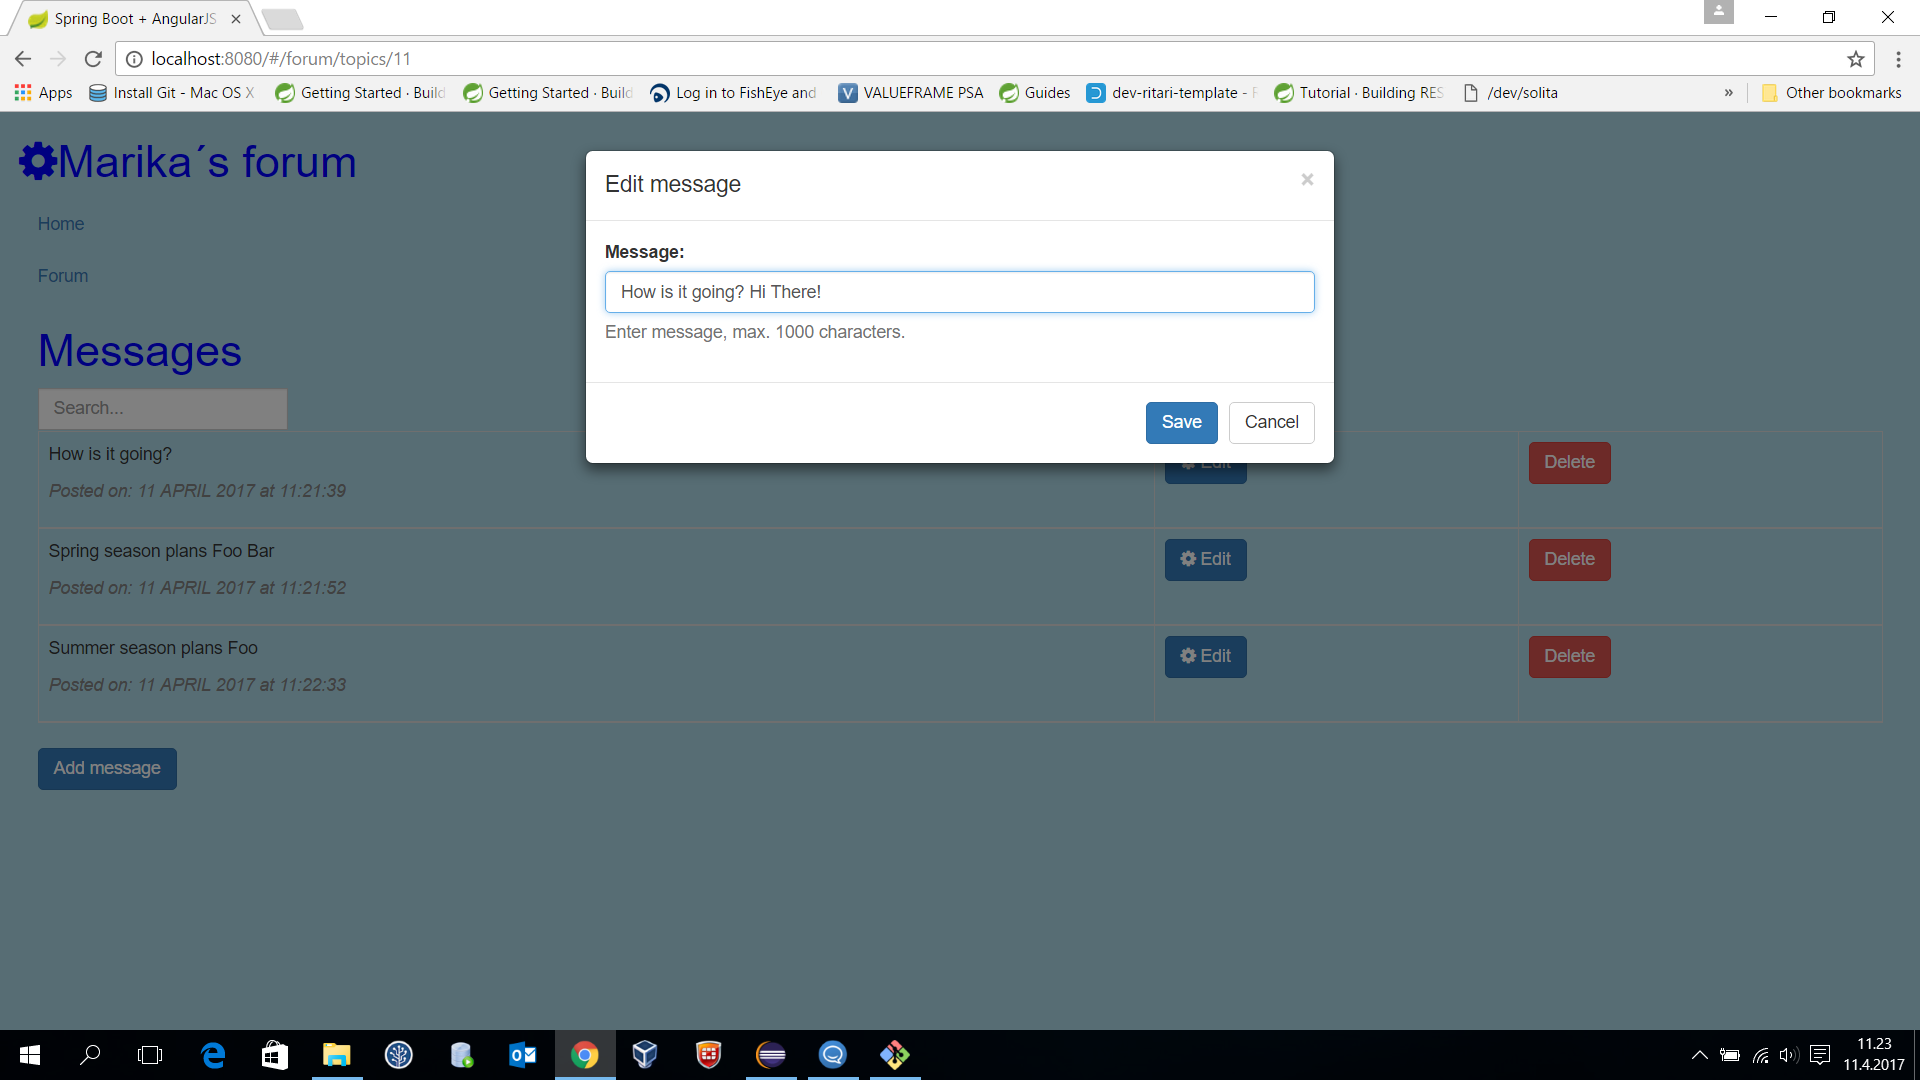 Spring Boot + AngularJS
localhost:8080/#/forum/topics/11
Apps Install Git - Mac OS X Getting Started · Build Getting Started · Build Log in to FishEye and VALUEFRAME PSA Guides dev-ritari-template - Tutorial · Building RES /dev/solita » Other bookmarks
Marika´s forum
Home
Forum
Edit message ×
Message:
How is it going? Hi There!
Enter message, max. 1000 characters.
Save Cancel
Messages
Search...
How is it going? Edit Delete
Posted on: 11 APRIL 2017 at 11:21:39
Spring season plans Foo Bar Edit Delete
Posted on: 11 APRIL 2017 at 11:21:52
Summer season plans Foo Edit Delete
Posted on: 11 APRIL 2017 at 11:22:33
Add message
11.23
11.4.2017